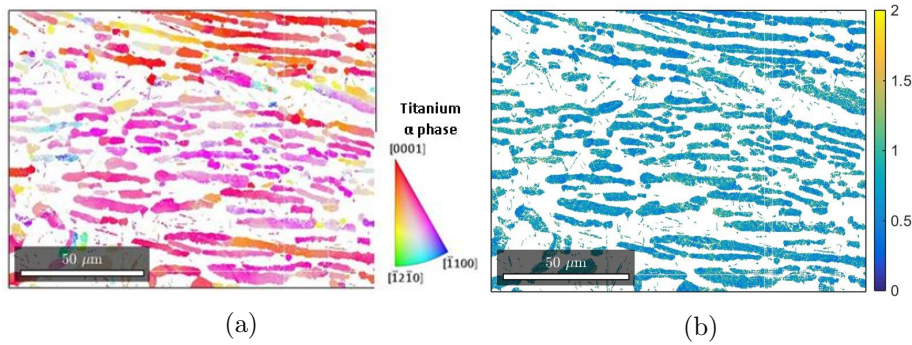 Titanium
α phase
[0001]
[1̄21̄0]
[1̄100]
50 μm
(a)
2
1.5
1
0.5
0
50 μm
(b)